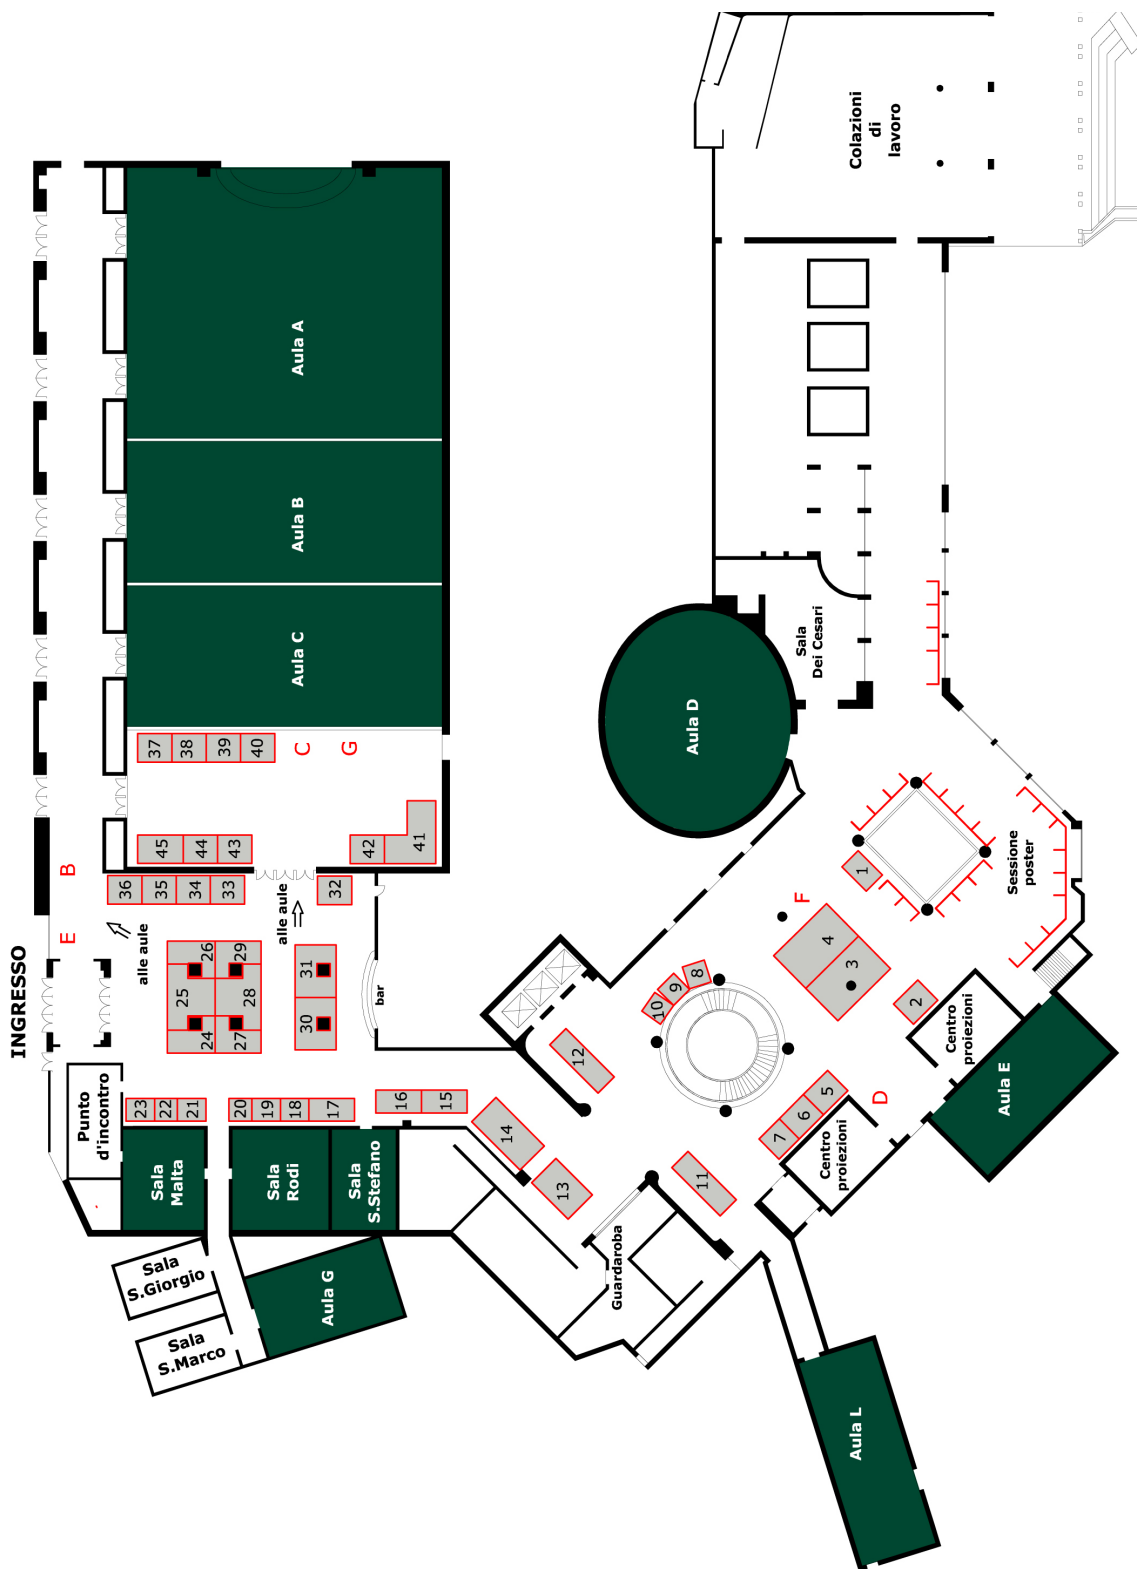 INGRESSO
E
B
alle aule
alle aule
Punto
d'incontro
Sala
Malta
Sala
Rodi
Sala
S.Stefano
Sala
S.Giorgio
Sala
S.Marco
Aula G
23
22
21
20
19
18
17
16
15
24
25
26
27
28
29
30
31
32
bar
36
35
34
33
45
44
43
42
41
37
38
39
40
C
G
Aula C
Aula B
Aula A
Colazioni
di
lavoro
Sala
Dei Cesari
Aula D
Sessione
poster
1
F
4
3
2
8
9
10
12
14
13
11
7
6
5
D
Centro
proiezioni
Centro
proiezioni
Aula E
Guardaroba
Aula L